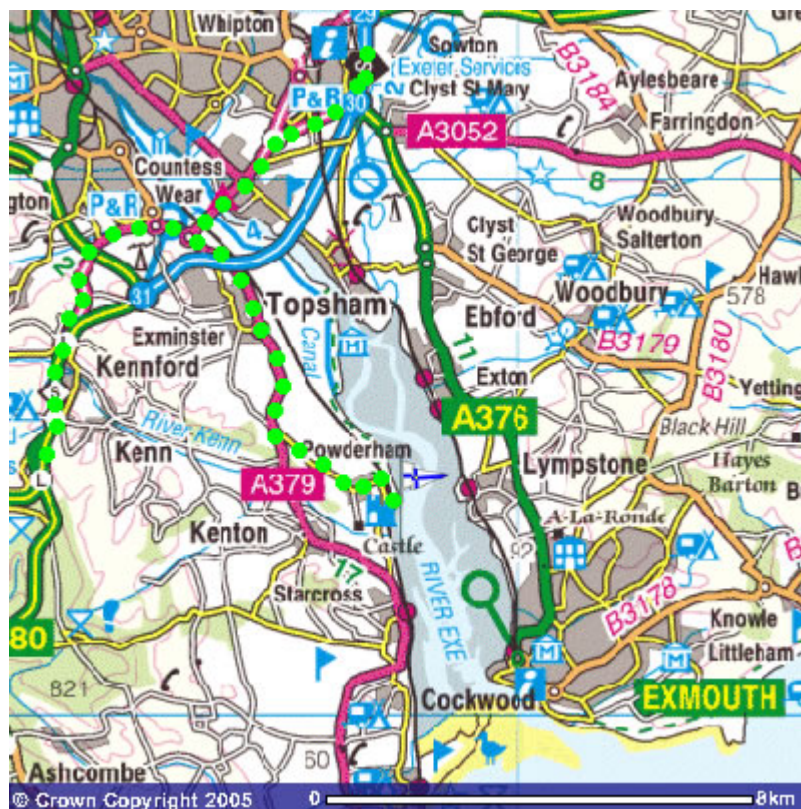 29
Whipton
i
S
Sowton
(Exeter Services
Clyst St Mary
B3184
Aylesbeare
P&R
30
2
A3052
Farringdon
Countess
Wear
8
P&R
4
Clyst
St George
Woodbury
Salterton
2
31
Topsham
Woodbury
578
Exminster
Canal
M
Ebford
B3179
B3180
Kennford
11
Exton
S
A376
River Kenn
Black Hill
Kenn
Powderham
Lympstone
Hayes
Barton
L
A379
Kenton
Castle
A-La-Ronde
92
17
Starcross
RIVER EXE
B3178
Knowle
Littleham
80
M
M
821
i
Cockwood
EXMOUTH
60
Ashcombe
© Crown Copyright 2005
0
8km